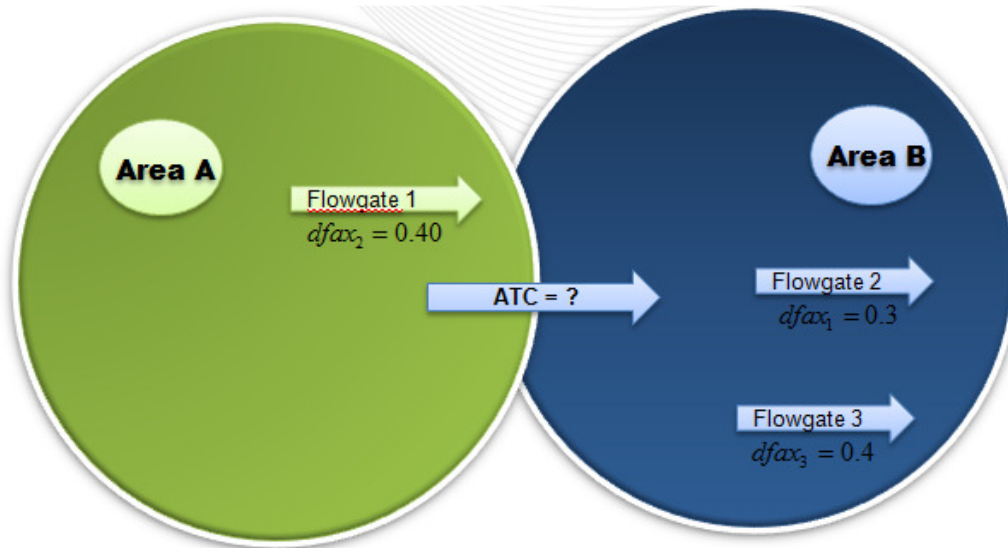 Area A
Flowgate 1
dfax₂ = 0.40
ATC = ?
Area B
Flowgate 2
dfax₁ = 0.3
Flowgate 3
dfax₃ = 0.4